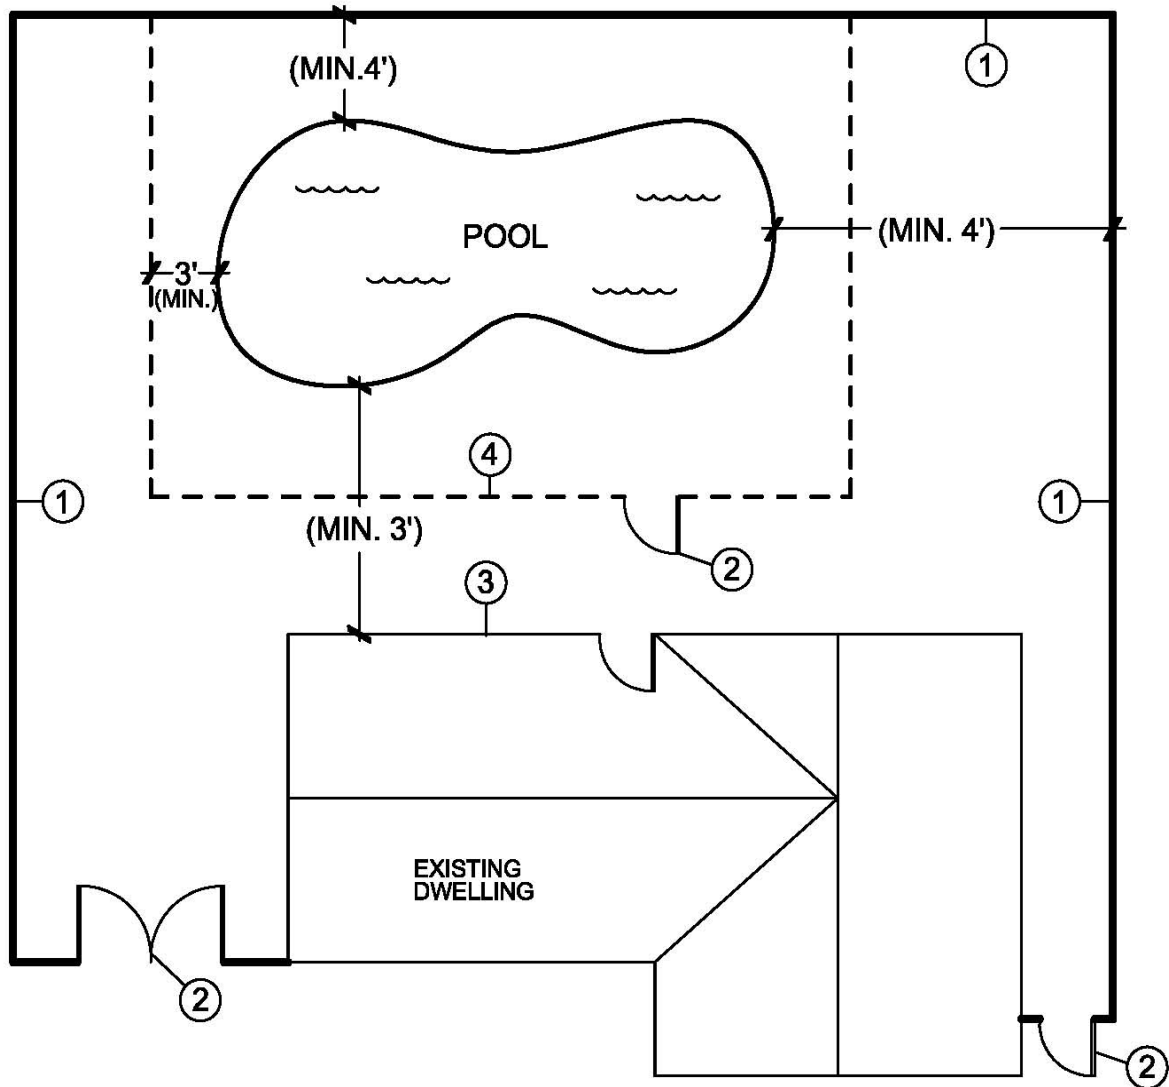 (MIN.4')
1
POOL
(MIN. 4')
3'
(MIN.)
4
1
1
(MIN. 3')
2
3
EXISTING
DWELLING
2
2